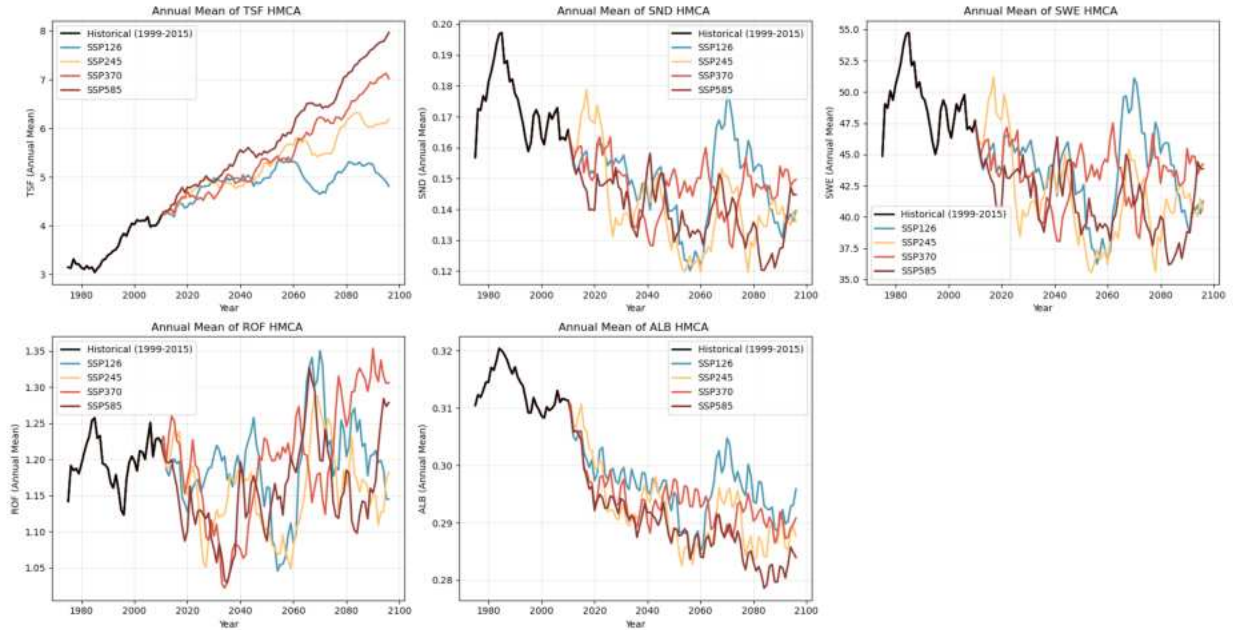 Annual Mean of TSF HMCA
TSF (Annual Mean)
8
7
6
5
4
3
Historical (1999-2015)
SSP126
SSP245
SSP370
SSP585
1980 2000 2020 2040 2060 2080 2100
Year
Annual Mean of SND HMCA
SND (Annual Mean)
0.20
0.19
0.18
0.17
0.16
0.15
0.14
0.13
0.12
Historical (1999-2015)
SSP126
SSP245
SSP370
SSP585
1980 2000 2020 2040 2060 2080 2100
Year
Annual Mean of SWE HMCA
SWE (Annual Mean)
55.0
52.5
50.0
47.5
45.0
42.5
40.0
37.5
35.0
Historical (1999-2015)
SSP126
SSP245
SSP370
SSP585
1980 2000 2020 2040 2060 2080 2100
Year
Annual Mean of ROF HMCA
ROF (Annual Mean)
1.35
1.30
1.25
1.20
1.15
1.10
1.05
Historical (1999-2015)
SSP126
SSP245
SSP370
SSP585
1980 2000 2020 2040 2060 2080 2100
Year
Annual Mean of ALB HMCA
ALB (Annual Mean)
0.32
0.31
0.30
0.29
0.28
Historical (1999-2015)
SSP126
SSP245
SSP370
SSP585
1980 2000 2020 2040 2060 2080 2100
Year